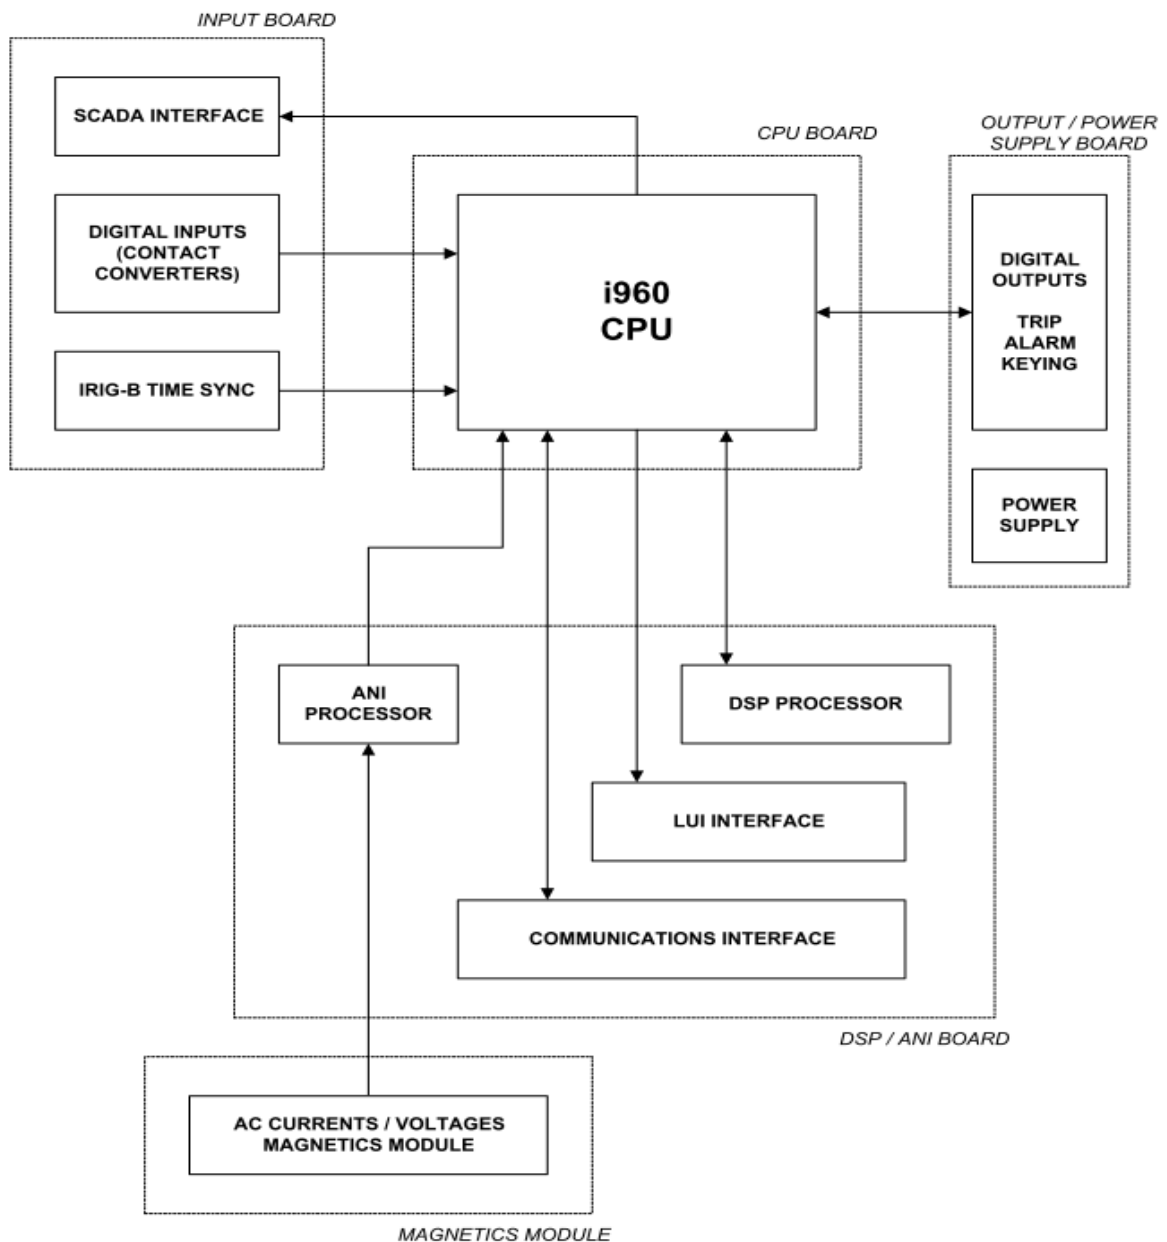 INPUT BOARD
SCADA INTERFACE
DIGITAL INPUTS
(CONTACT
CONVERTERS)
IRIG-B TIME SYNC
CPU BOARD
i960
CPU
OUTPUT / POWER
SUPPLY BOARD
DIGITAL
OUTPUTS
TRIP
ALARM
KEYING
POWER
SUPPLY
ANI
PROCESSOR
DSP PROCESSOR
LUI INTERFACE
COMMUNICATIONS INTERFACE
DSP / ANI BOARD
AC CURRENTS / VOLTAGES
MAGNETICS MODULE
MAGNETICS MODULE